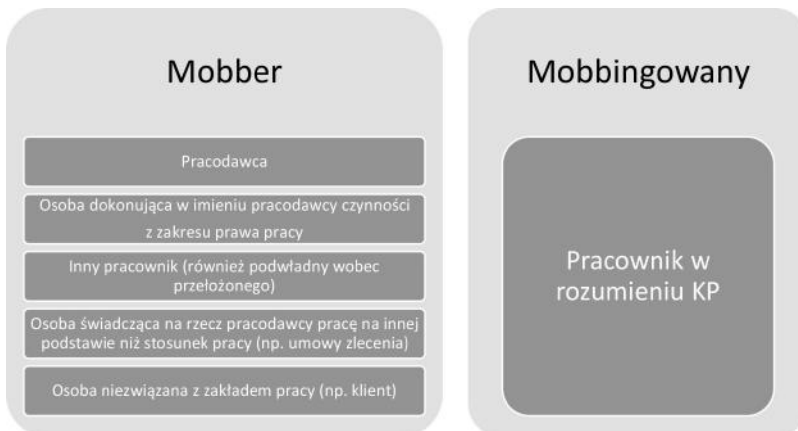 Mobber
Pracodawca
Osoba dokonująca w imieniu pracodawcy czynności
z zakresu prawa pracy
Inny pracownik (również podwładny wobec
przełożonego)
Osoba świadcząca na rzecz pracodawcy pracę na innej
podstawie niż stosunek pracy (np. umowy zlecenia)
Osoba niezwiązana z zakładem pracy (np. klient)
Mobbingowany
Pracownik w
rozumieniu KP